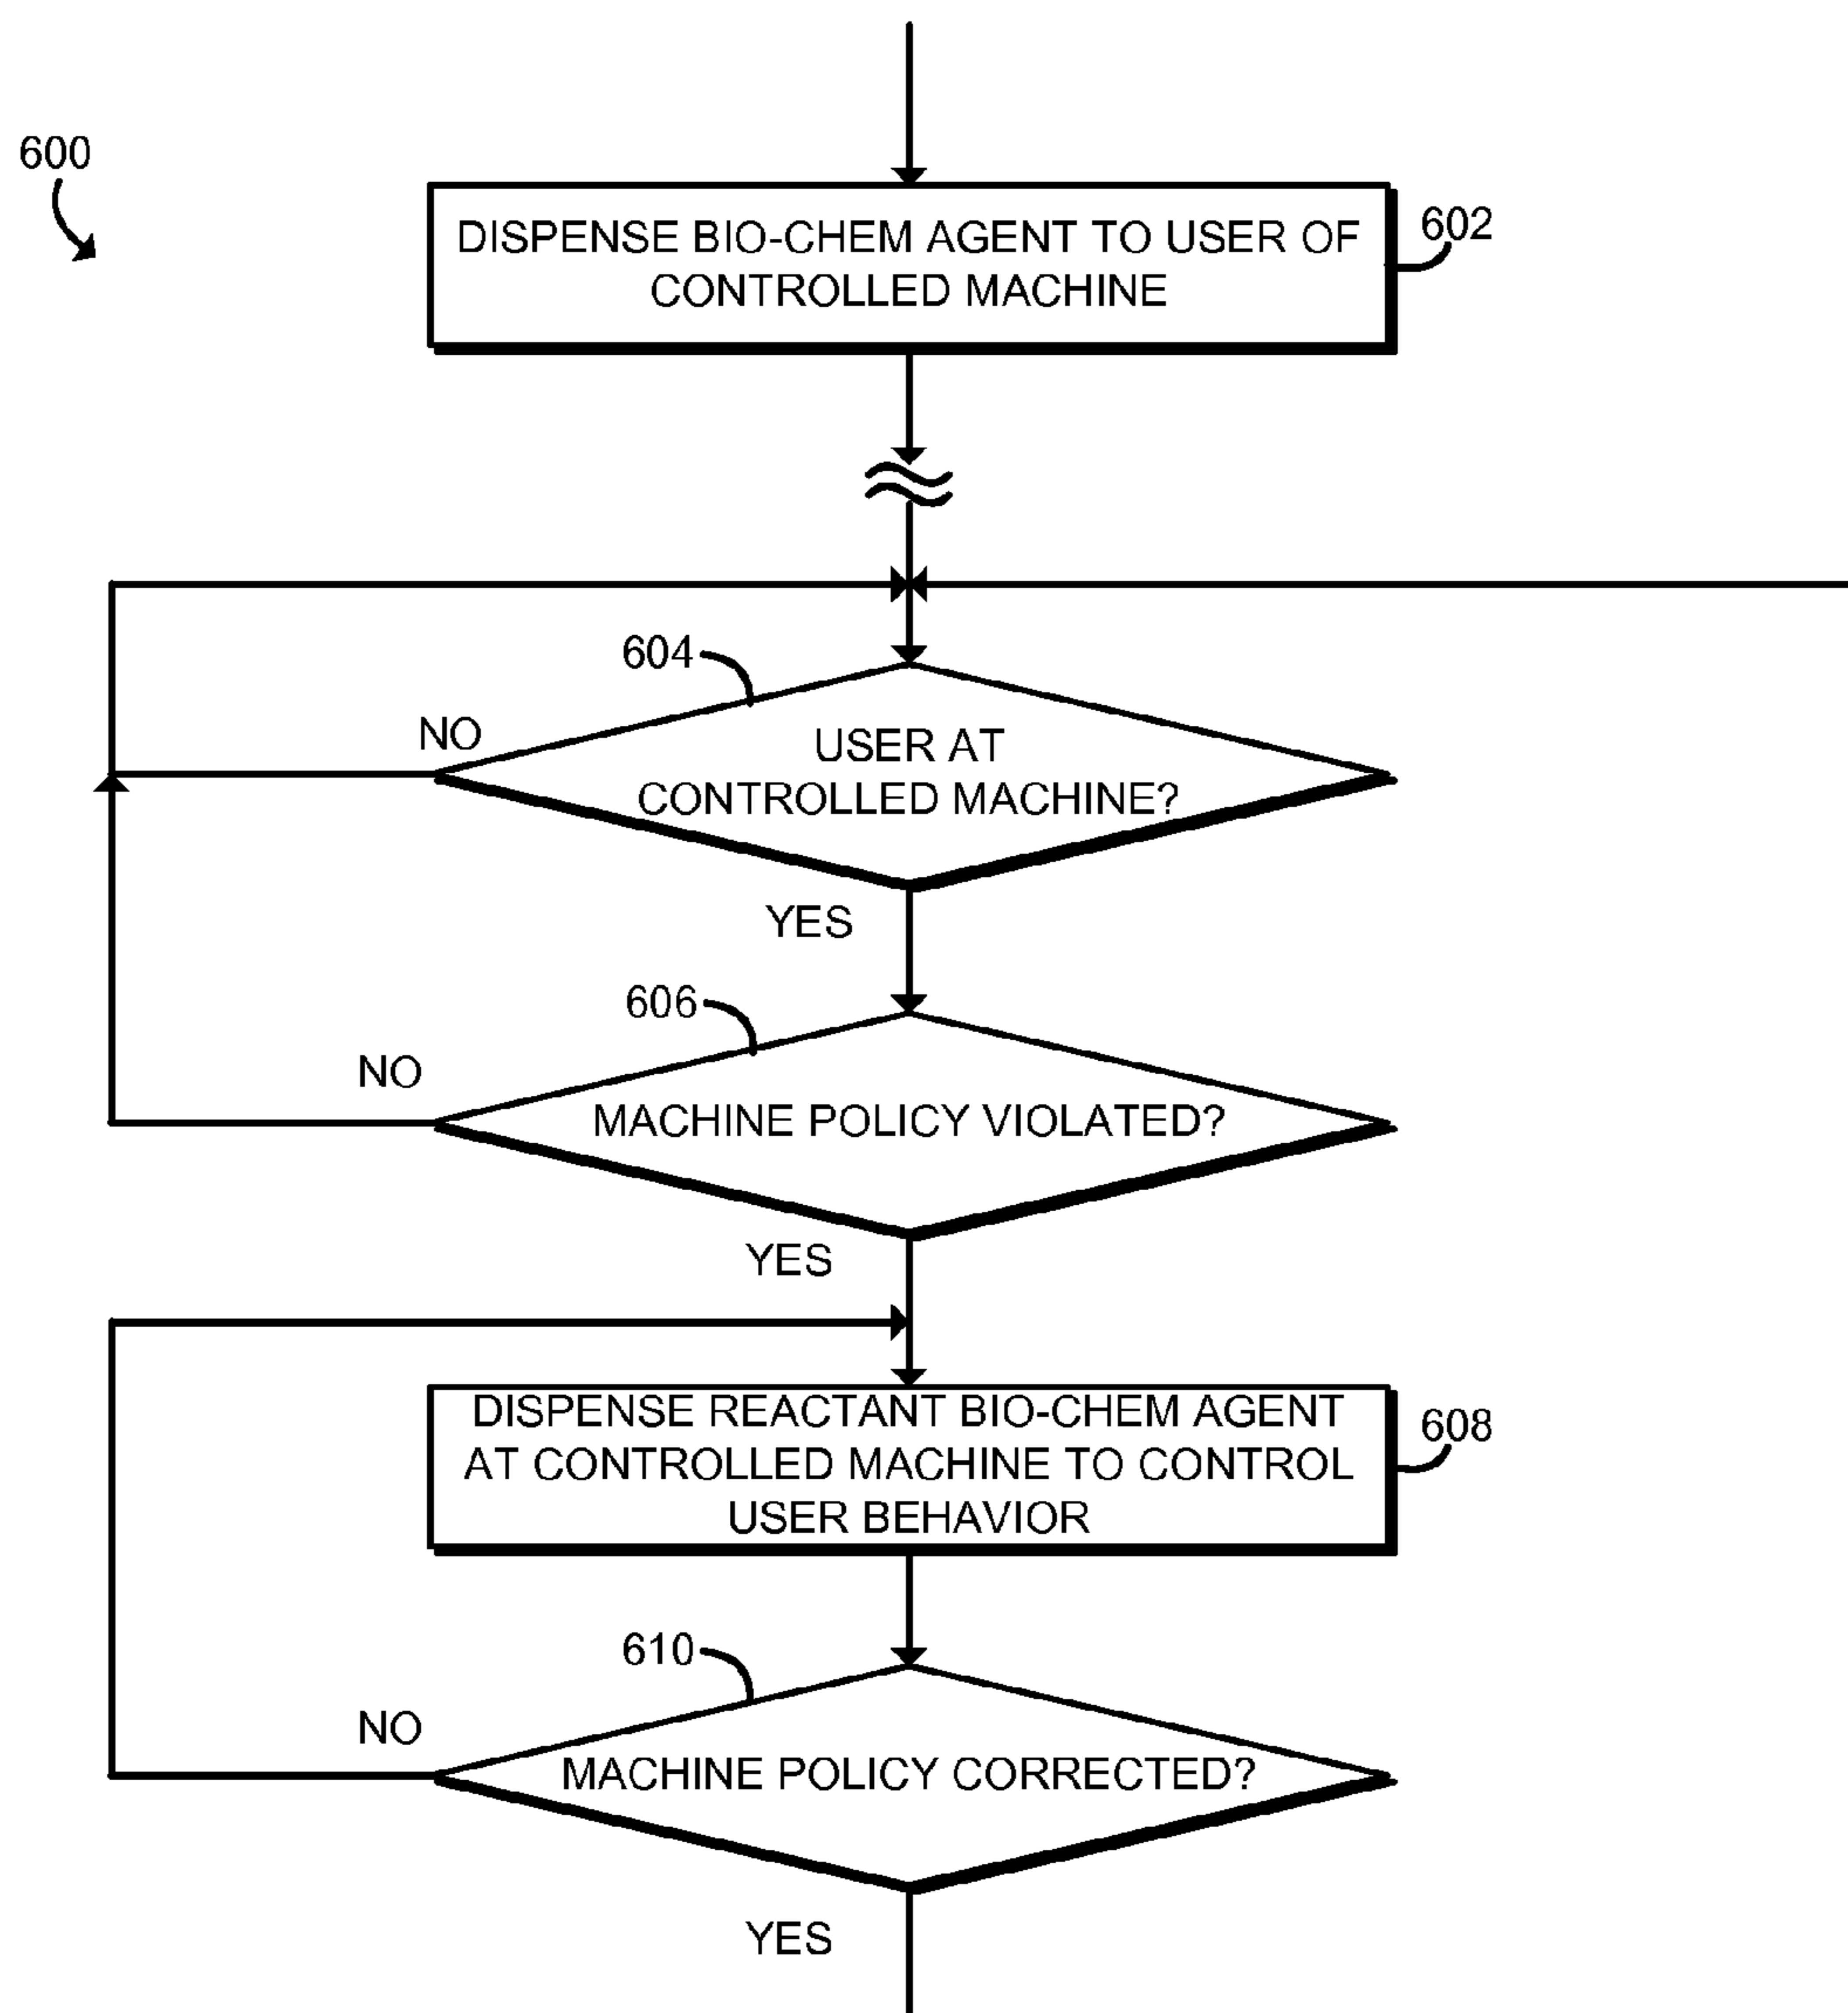 600
DISPENSE BIO-CHEM AGENT TO USER OF
CONTROLLED MACHINE
602
604
NO
USER AT
CONTROLLED MACHINE?
YES
606
NO
MACHINE POLICY VIOLATED?
YES
DISPENSE REACTANT BIO-CHEM AGENT
AT CONTROLLED MACHINE TO CONTROL
USER BEHAVIOR
608
610
NO
MACHINE POLICY CORRECTED?
YES